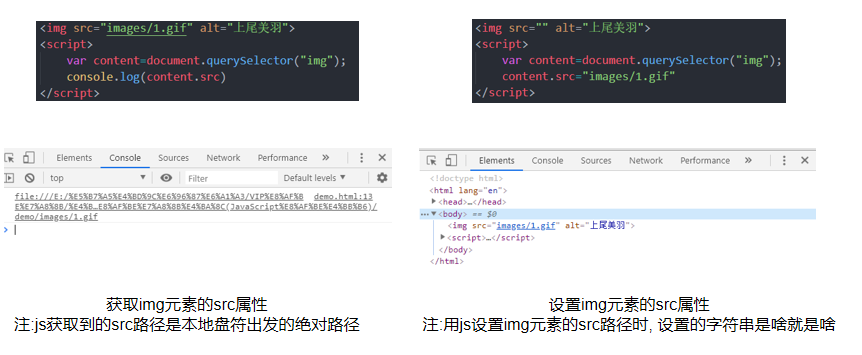 <img src="images/1.gif" alt="上尾美羽">
<script>
var content=document.querySelector("img");
console.log(content.src)
</script>
<img src="" alt="上尾美羽">
<script>
var content=document.querySelector("img");
content.src="images/1.gif"
</script>
Elements Console Sources Network Performance »
top Filter Default levels ▼
file:///E:/%E5%B7%A5%E4%BD%9C%E6%96%87%E6%A1%A3/VIP%E8%AF%B demo.html:13
E%E7%A8%8B/%E4%B…E8%AF%BE%E7%A8%8B%E4%BA%8C(JavaScript%E8%AF%BE%E4%BB%B6)/
demo/images/1.gif
>
Elements Console Sources Network Performance »
<!doctype html>
<html lang="en">
<head>…</head>
<body> == $0
<img src="images/1.gif" alt="上尾美羽">
<script>…</script>
</body>
</html>
获取img元素的src属性
注:js获取到的src路径是本地盘符出发的绝对路径
设置img元素的src属性
注:用js设置img元素的src路径时, 设置的字符串是啥就是啥